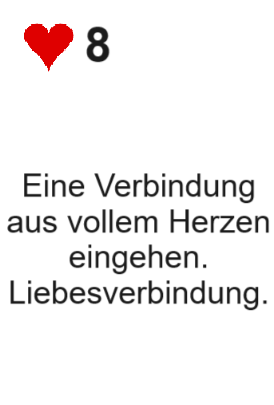 8
Eine Verbindung
aus vollem Herzen
eingehen.
Liebesverbindung.